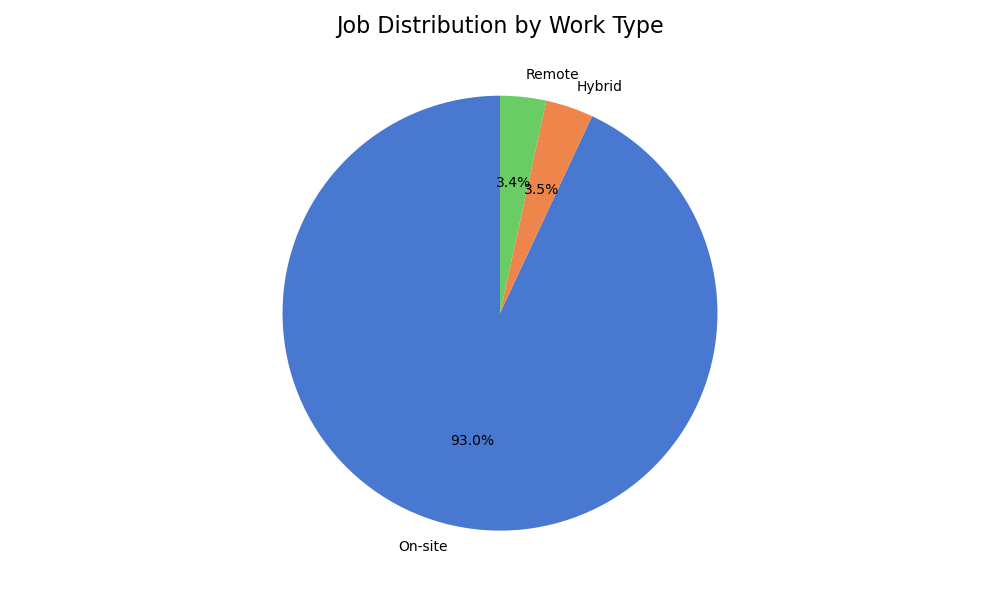 Job Distribution by Work Type
Remote
Hybrid
3.4%
3.5%
93.0%
On-site